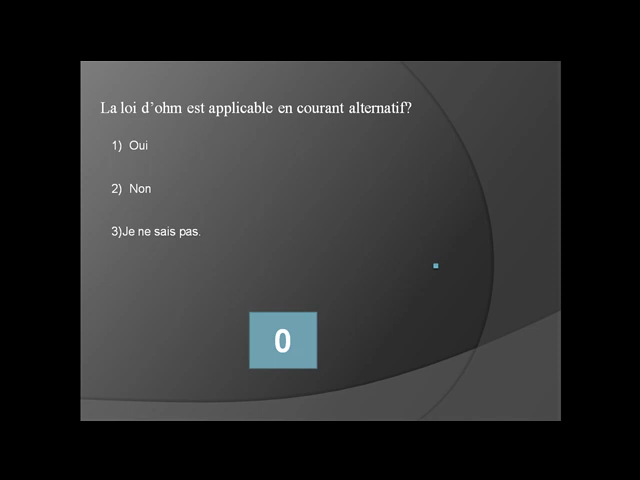 La loi d’ohm est applicable en courant alternatif?
1) Oui
2) Non
3)Je ne sais pas.
0